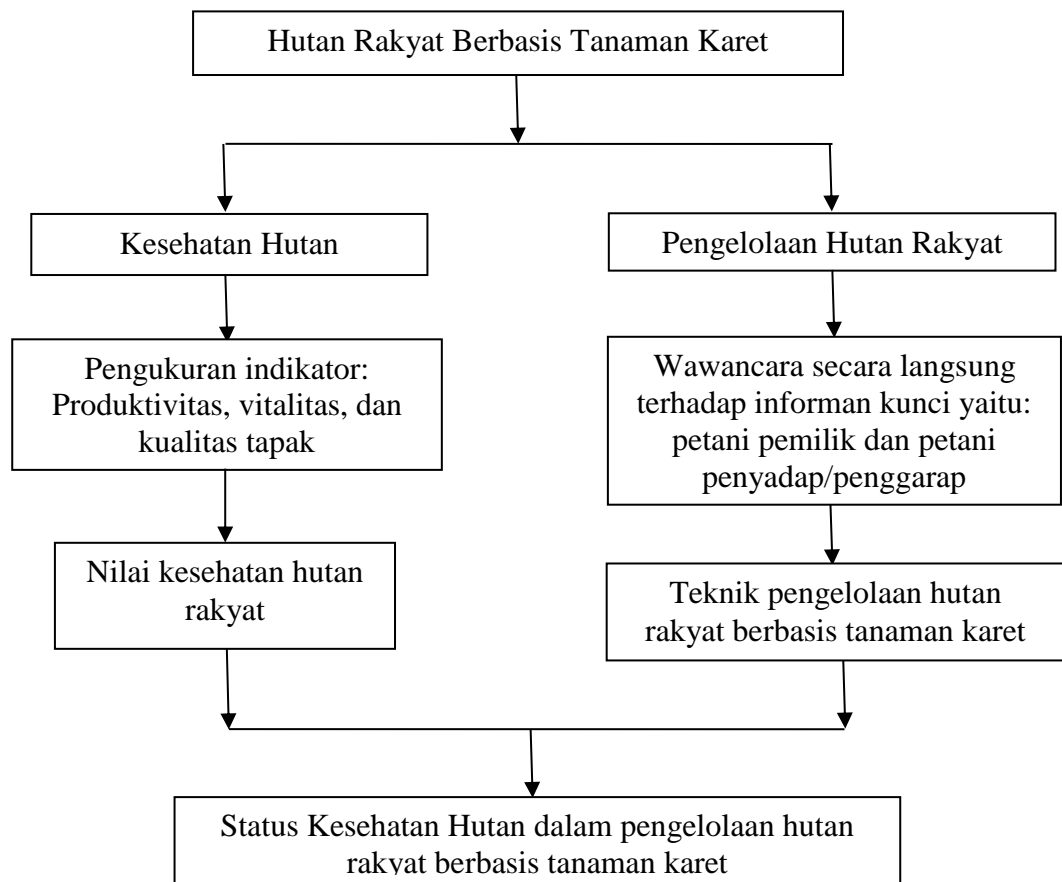 Hutan Rakyat Berbasis Tanaman Karet
Kesehatan Hutan
Pengelolaan Hutan Rakyat
Pengukuran indikator:
Produktivitas, vitalitas, dan
kualitas tapak
Wawancara secara langsung
terhadap informan kunci yaitu:
petani pemilik dan petani
penyadap/penggarap
Nilai kesehatan hutan
rakyat
Teknik pengelolaan hutan
rakyat berbasis tanaman karet
Status Kesehatan Hutan dalam pengelolaan hutan
rakyat berbasis tanaman karet